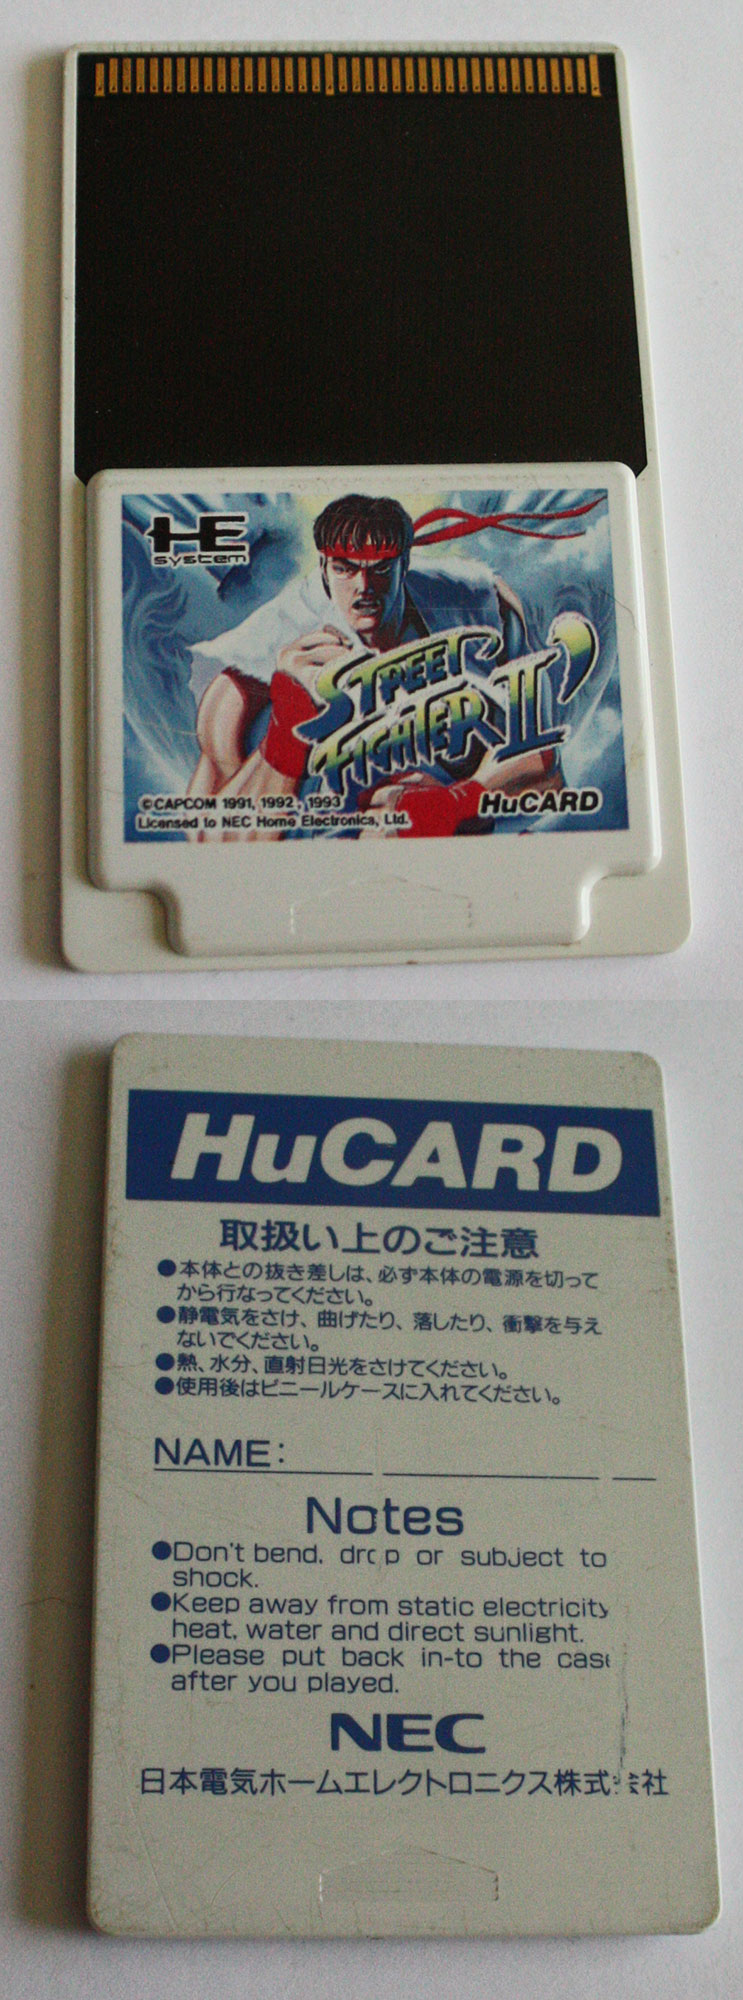 HE
system
STREET
FIGHTER II'
©CAPCOM 1991, 1992, 1993
Licensed to NEC Home Electronics, Ltd.
HuCARD
HuCARD
取扱い上のご注意
●本体との抜き差しは、必ず本体の電源を切って
から行なってください。
●静電気をさけ、曲げたり、落したり、衝撃を与え
ないでください。
●熱、水分、直射日光をさけてください。
●使用後はビニールケースに入れてください。
NAME:
Notes
●Don't bend. drop or subject to
shock.
●Keep away from static electricity
heat. water and direct sunlight.
●Please put back in-to the case
after you played.
NEC
日本電気ホームエレクトロニクス株式会社